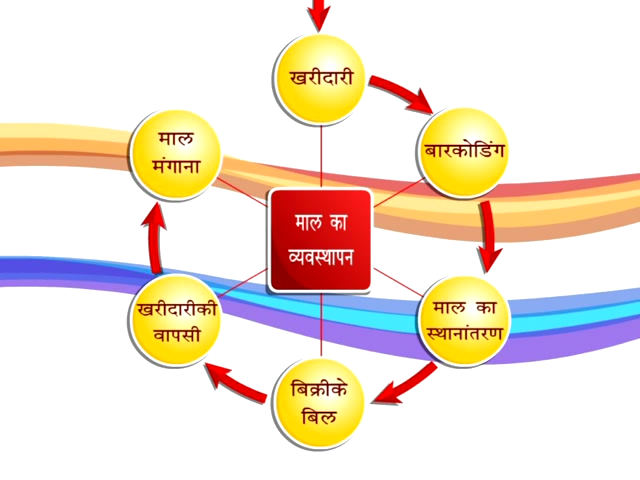 खरीदारी
बारकोडिंग
माल का
स्थानांतरण
बिक्रीके
बिल
खरीदारीकी
वापसी
माल
मंगाना
माल का
व्यवस्थापन